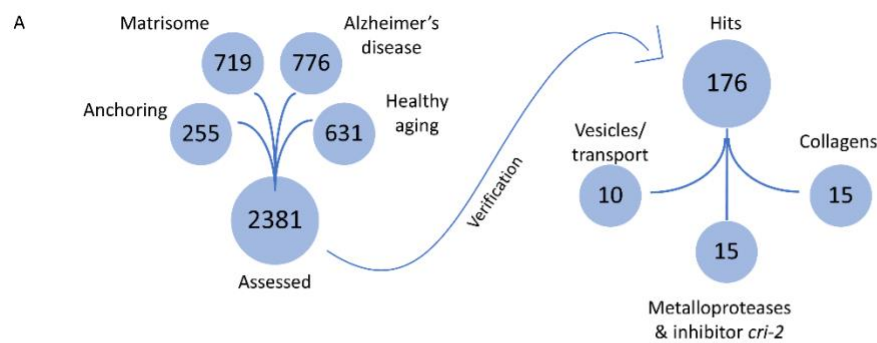 A
Matrisome
719
Alzheimer's
disease
776
Anchoring
255
Healthy
aging
631
2381
Assessed
Verification
Hits
176
Vesicles/
transport
10
15
Metalloproteases
& inhibitor cri-2
Collagens
15